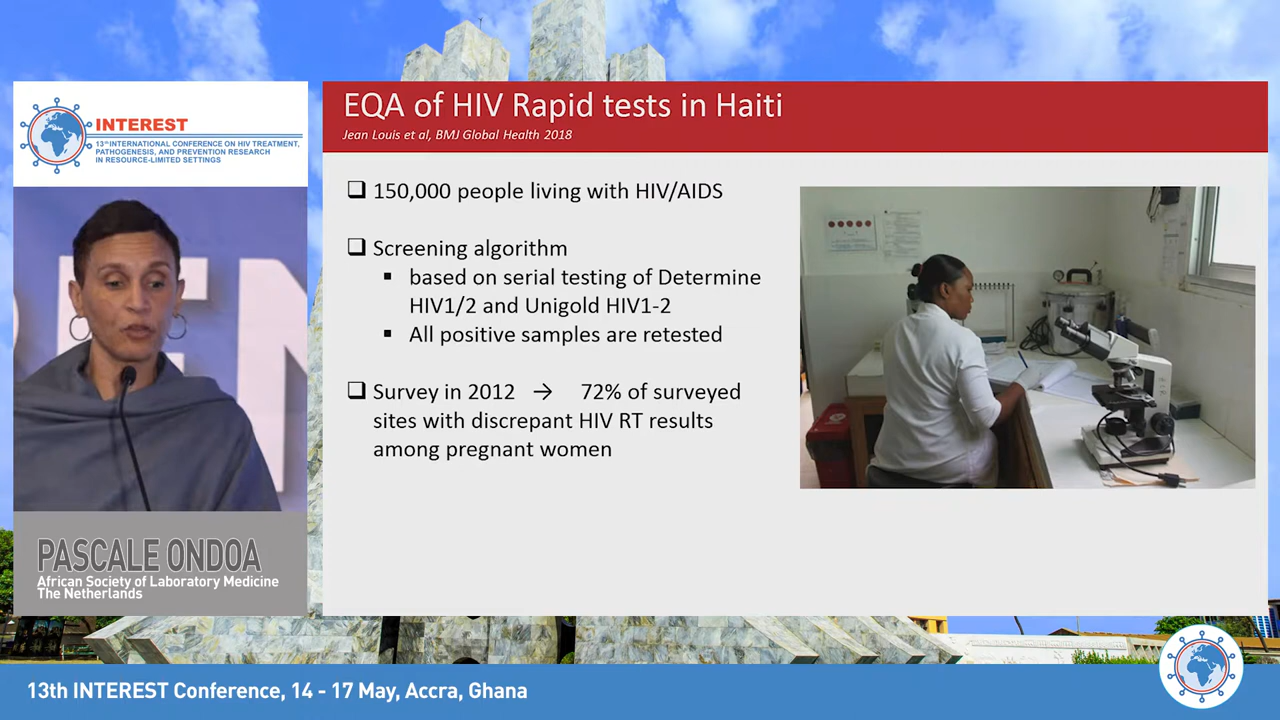 INTEREST
13th INTERNATIONAL CONFERENCE ON HIV TREATMENT,
PATHOGENESIS, AND PREVENTION RESEARCH
IN RESOURCE-LIMITED SETTINGS
EN
PASCALE ONDOA
African Society of Laboratory Medicine
The Netherlands
EQA of HIV Rapid tests in Haiti
Jean Louis et al, BMJ Global Health 2018
❑ 150,000 people living with HIV/AIDS
❑ Screening algorithm
▪ based on serial testing of Determine
HIV1/2 and Unigold HIV1-2
▪ All positive samples are retested
❑ Survey in 2012 → 72% of surveyed
sites with discrepant HIV RT results
among pregnant women
13th INTEREST Conference, 14 - 17 May, Accra, Ghana